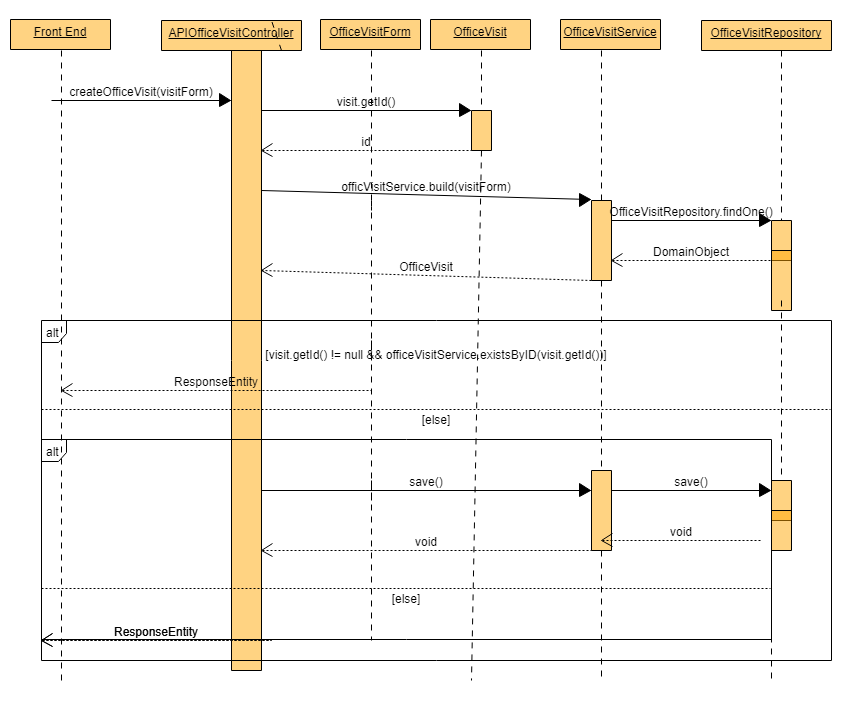 Front End
APIOfficeVisitController
OfficeVisitForm
OfficeVisit
OfficeVisitService
OfficeVisitRepository
createOfficeVisit(visitForm)
visit.getId()
id
officVisitService.build(visitForm)
OfficeVisitRepository.findOne()
DomainObject
OfficeVisit
alt
[visit.getId() != null && officeVisitService.existsByID(visit.getId())]
ResponseEntity
[else]
alt
save()
save()
void
void
[else]
ResponseEntity